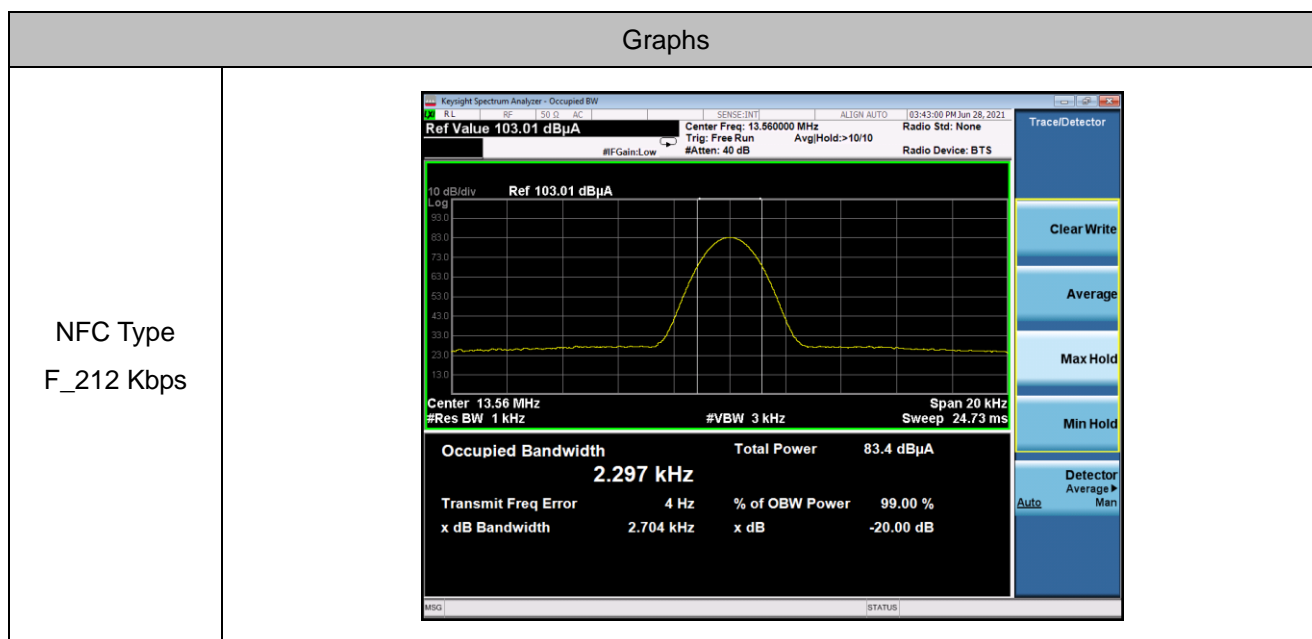 Graphs
NFC Type
F_212 Kbps
Keysight Spectrum Analyzer - Occupied BW
RL RF 50 Ω AC SENSE:INT ALIGN AUTO 03:43:00 PM Jun 28, 2021
Ref Value 103.01 dBµA Center Freq: 13.560000 MHz Radio Std: None
Trig: Free Run Avg|Hold:>10/10
#IFGain:Low #Atten: 40 dB Radio Device: BTS
10 dB/div Ref 103.01 dBµA
Log
93.0
83.0
73.0
63.0
53.0
43.0
33.0
23.0
13.0
Center 13.56 MHz Span 20 kHz
#Res BW 1 kHz #VBW 3 kHz Sweep 24.73 ms
Occupied Bandwidth Total Power 83.4 dBµA
2.297 kHz
Transmit Freq Error 4 Hz % of OBW Power 99.00 %
x dB Bandwidth 2.704 kHz x dB -20.00 dB
MSG STATUS
Trace/Detector
Clear Write
Average
Max Hold
Min Hold
Detector
Average▶
Auto Man